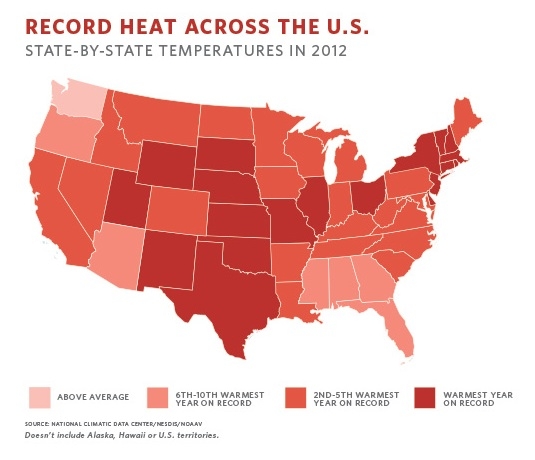 RECORD HEAT ACROSS THE U.S.
STATE-BY-STATE TEMPERATURES IN 2012
ABOVE AVERAGE
6TH-10TH WARMEST
YEAR ON RECORD
2ND-5TH WARMEST
YEAR ON RECORD
WARMEST YEAR
ON RECORD
SOURCE: NATIONAL CLIMATIC DATA CENTER/NESDIS/NOAAV
Doesn't include Alaska, Hawaii or U.S. territories.